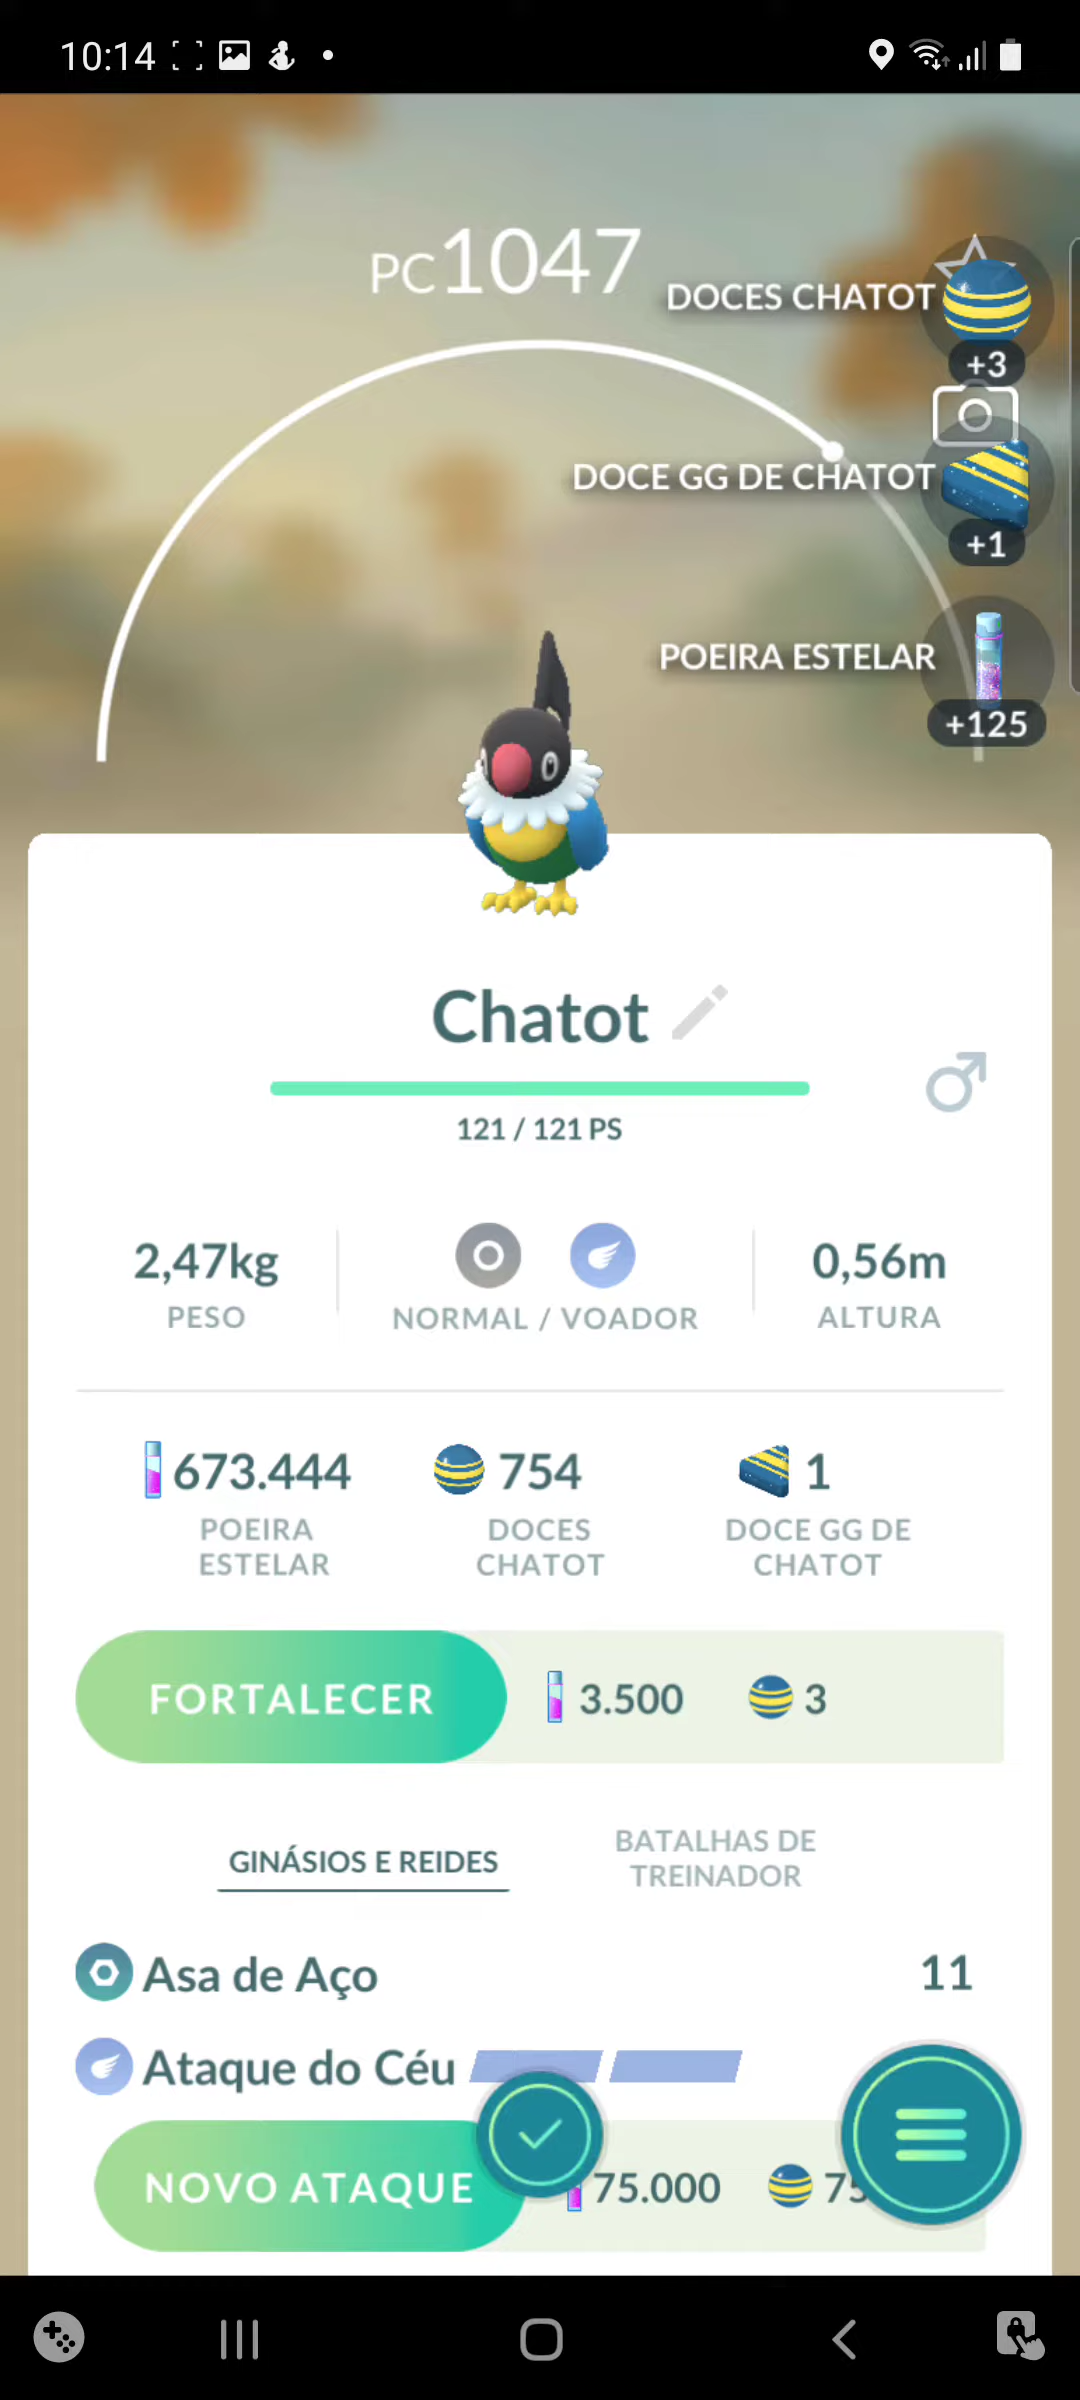 10:14
PC1047
DOCES CHATOT
+3
DOCE GG DE CHATOT
+1
POEIRA ESTELAR
+125
Chatot
121 / 121 PS
2,47kg
PESO
NORMAL / VOADOR
0,56m
ALTURA
673.444
POEIRA
ESTELAR
754
DOCES
CHATOT
1
DOCE GG DE
CHATOT
FORTALECER
3.500
3
GINÁSIOS E REIDES
BATALHAS DE
TREINADOR
Asa de Aço
11
Ataque do Céu
NOVO ATAQUE
75.000
75